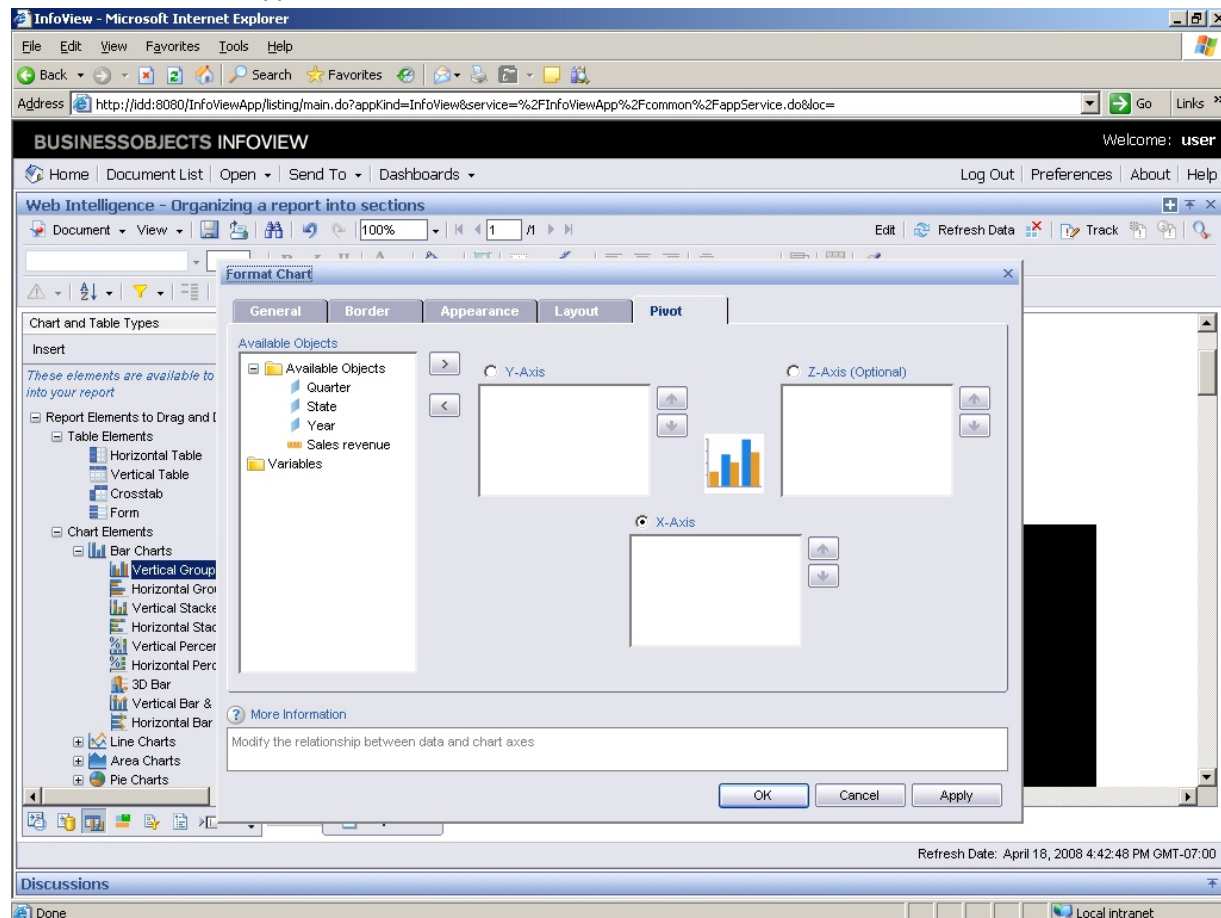 InfoView - Microsoft Internet Explorer
File Edit View Favorites Tools Help
Back Search Favorites
Address http://idd:8080/InfoViewApp/listing/main.do?appKind=InfoView&service=%2FInfoViewApp%2Fcommon%2FappService.do&loc= Go Links »
BUSINESSOBJECTS INFOVIEW Welcome: user
Home Document List Open Send To Dashboards Log Out Preferences About Help
Web Intelligence - Organizing a report into sections
Document View 100% 1 /1 Edit Refresh Data Track
Format Chart
General Border Appearance Layout Pivot
Chart and Table Types
Insert
These elements are available to
into your report
Report Elements to Drag and
Table Elements
Horizontal Table
Vertical Table
Crosstab
Form
Chart Elements
Bar Charts
Vertical Group
Horizontal Grou
Vertical Stacke
Horizontal Stac
Vertical Percer
Horizontal Perc
3D Bar
Vertical Bar &
Horizontal Bar
Line Charts
Area Charts
Pie Charts
Available Objects
Available Objects
Quarter
State
Year
Sales revenue
Variables
>
<
Y-Axis
Z-Axis (Optional)
X-Axis
? More Information
Modify the relationship between data and chart axes
OK Cancel Apply
Refresh Date: April 18, 2008 4:42:48 PM GMT-07:00
Discussions
Done Local intranet